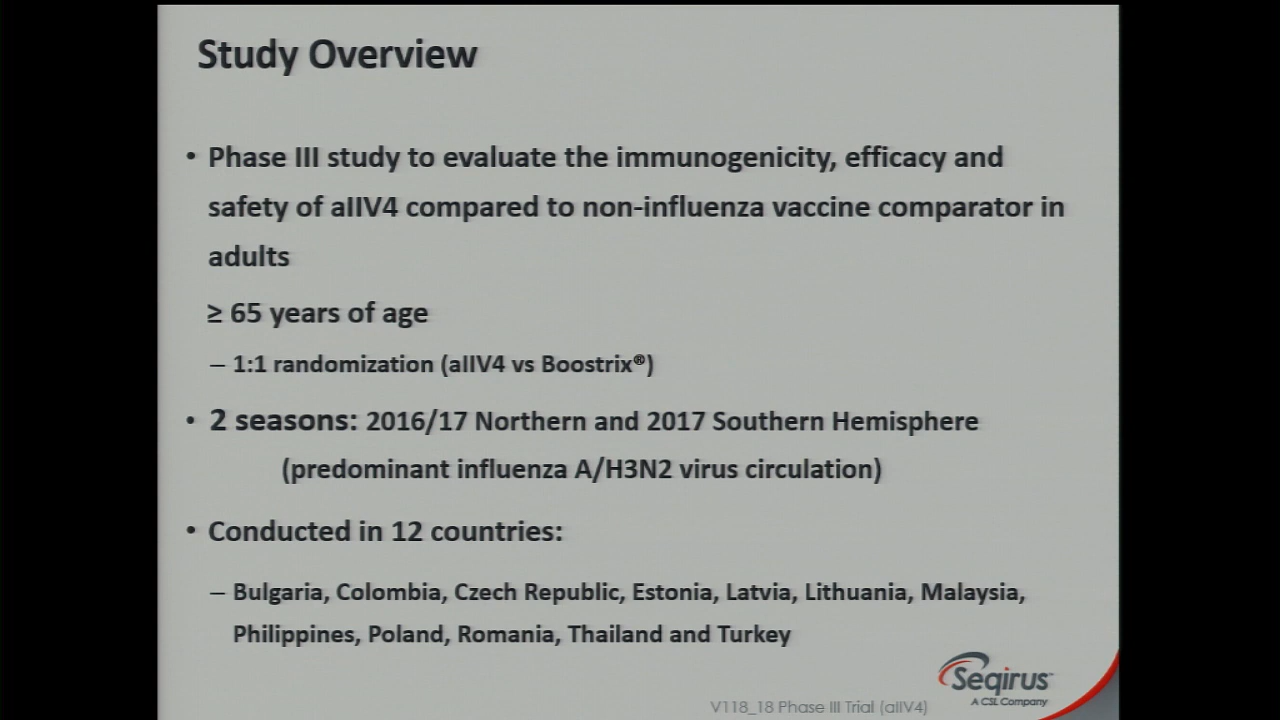 Study Overview
• Phase III study to evaluate the immunogenicity, efficacy and
safety of aIIV4 compared to non-influenza vaccine comparator in
adults
≥ 65 years of age
– 1:1 randomization (aIIV4 vs Boostrix®)
• 2 seasons: 2016/17 Northern and 2017 Southern Hemisphere
(predominant influenza A/H3N2 virus circulation)
• Conducted in 12 countries:
– Bulgaria, Colombia, Czech Republic, Estonia, Latvia, Lithuania, Malaysia,
Philippines, Poland, Romania, Thailand and Turkey
Seqirus™
A CSL Company
V118_18 Phase III Trial (aIIV4)